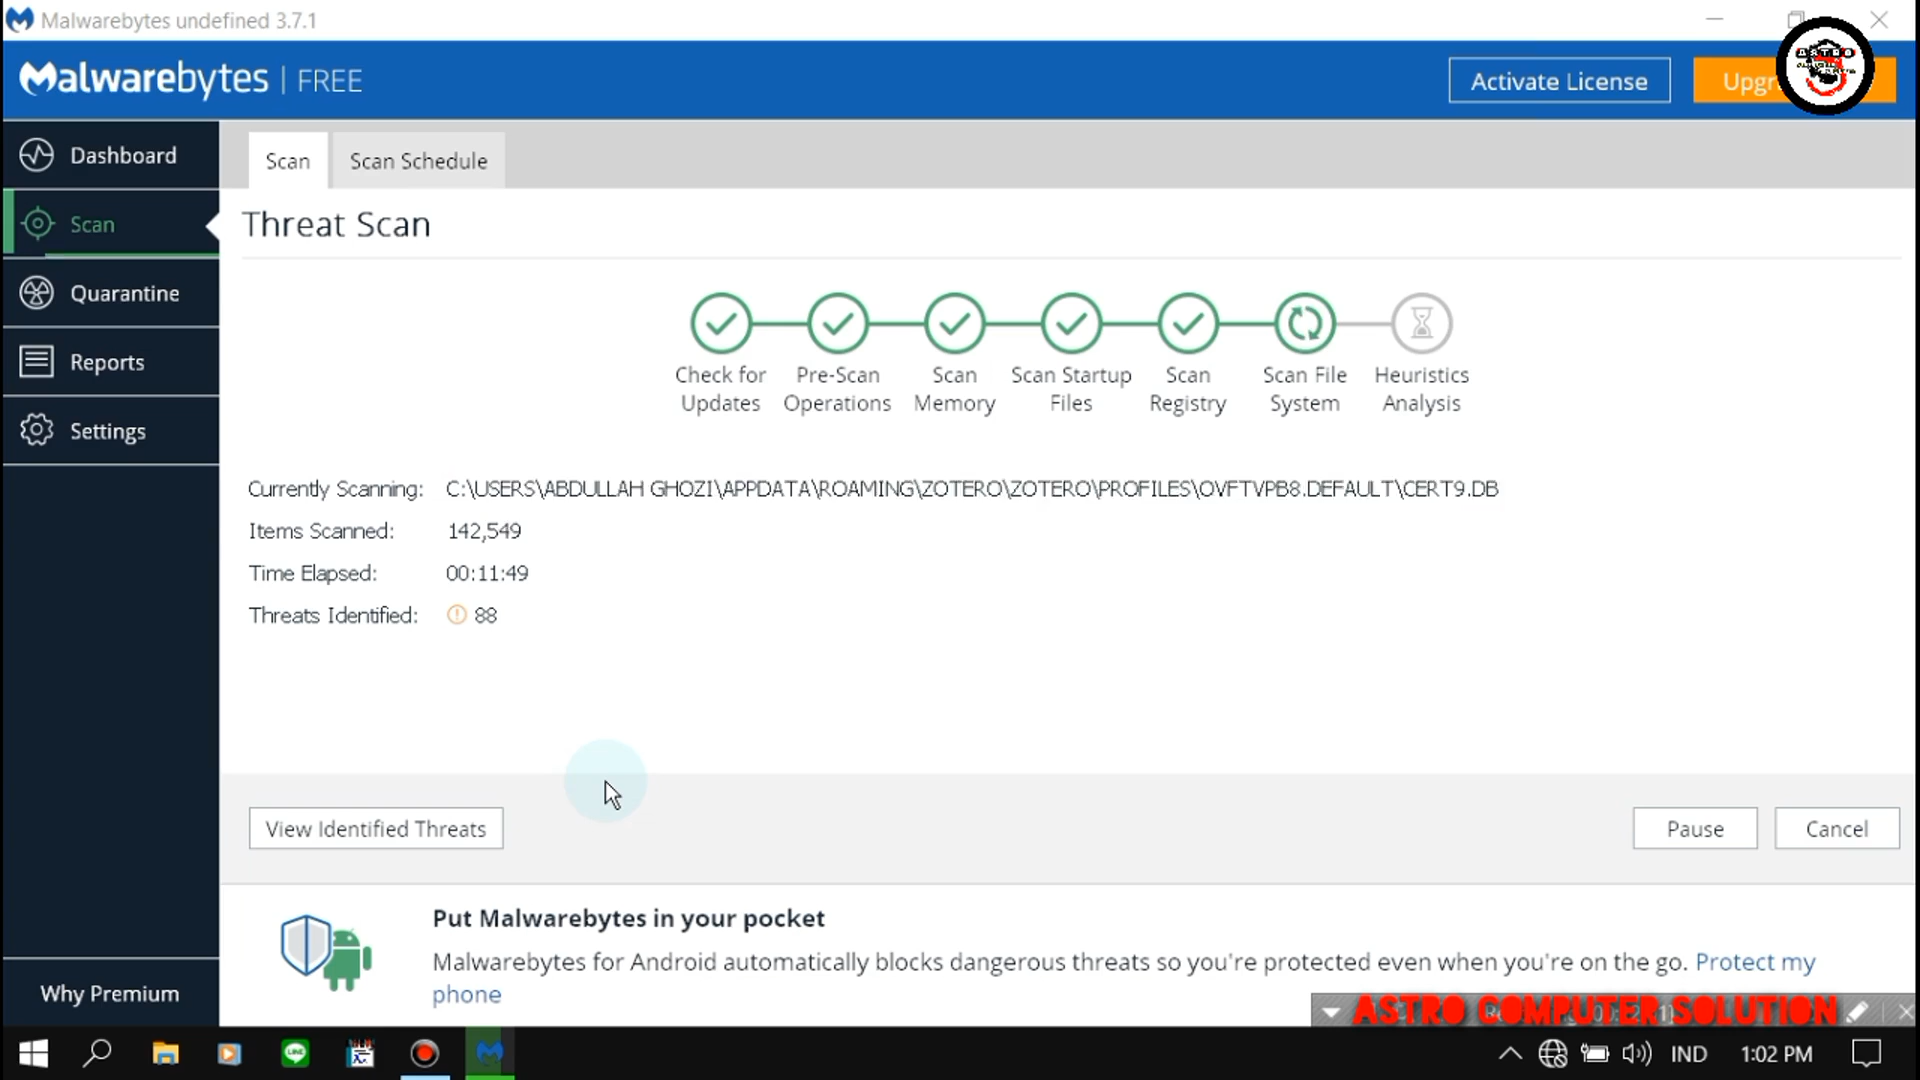 Malwarebytes undefined 3.7.1
Malwarebytes | FREE
Activate License
Dashboard
Scan
Quarantine
Reports
Settings
Why Premium
Scan
Scan Schedule
Threat Scan
Check for
Updates
Pre-Scan
Operations
Scan
Memory
Scan Startup
Files
Scan
Registry
Scan File
System
Heuristics
Analysis
Currently Scanning: C:\USERS\ABDULLAH GHOZI\APPDATA\ROAMING\ZOTERO\ZOTERO\PROFILES\OVFTVPB8.DEFAULT\CERT9.DB
Items Scanned: 142,549
Time Elapsed: 00:11:49
Threats Identified: 88
View Identified Threats
Pause
Cancel
Put Malwarebytes in your pocket
Malwarebytes for Android automatically blocks dangerous threats so you're protected even when you're on the go. Protect my
phone
ASTRO COMPUTER SOLUTION
LINE
IND
1:02 PM